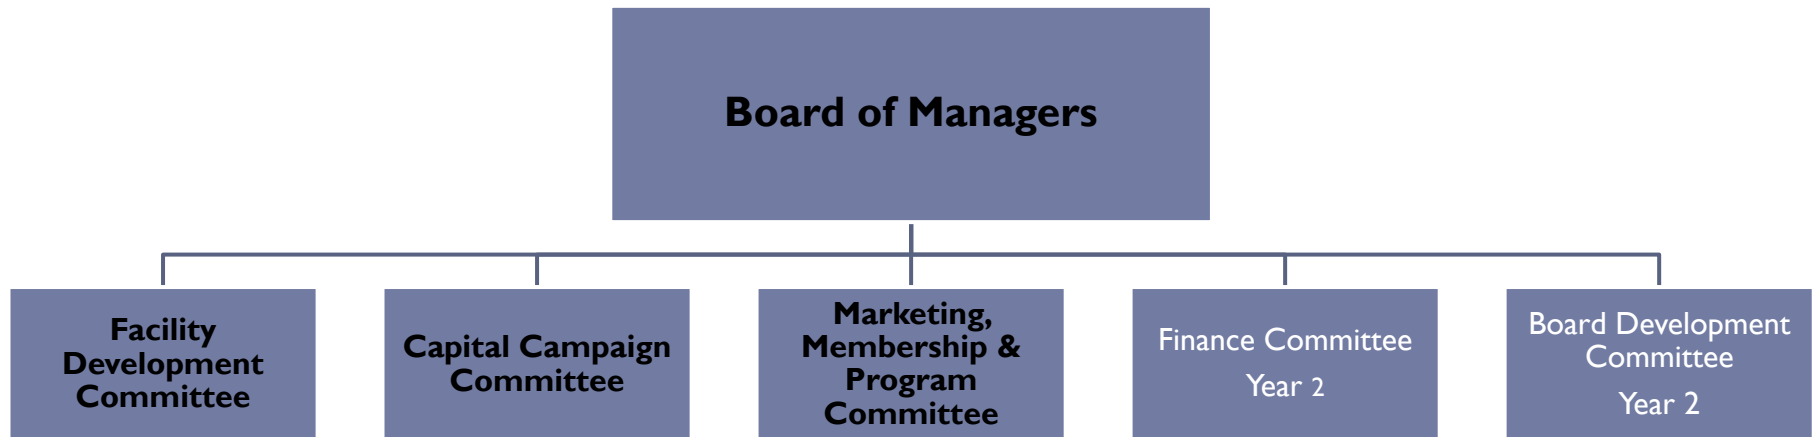 Board of Managers
Facility
Development
Committee
Capital Campaign
Committee
Marketing,
Membership &
Program
Committee
Finance Committee
Year 2
Board Development
Committee
Year 2